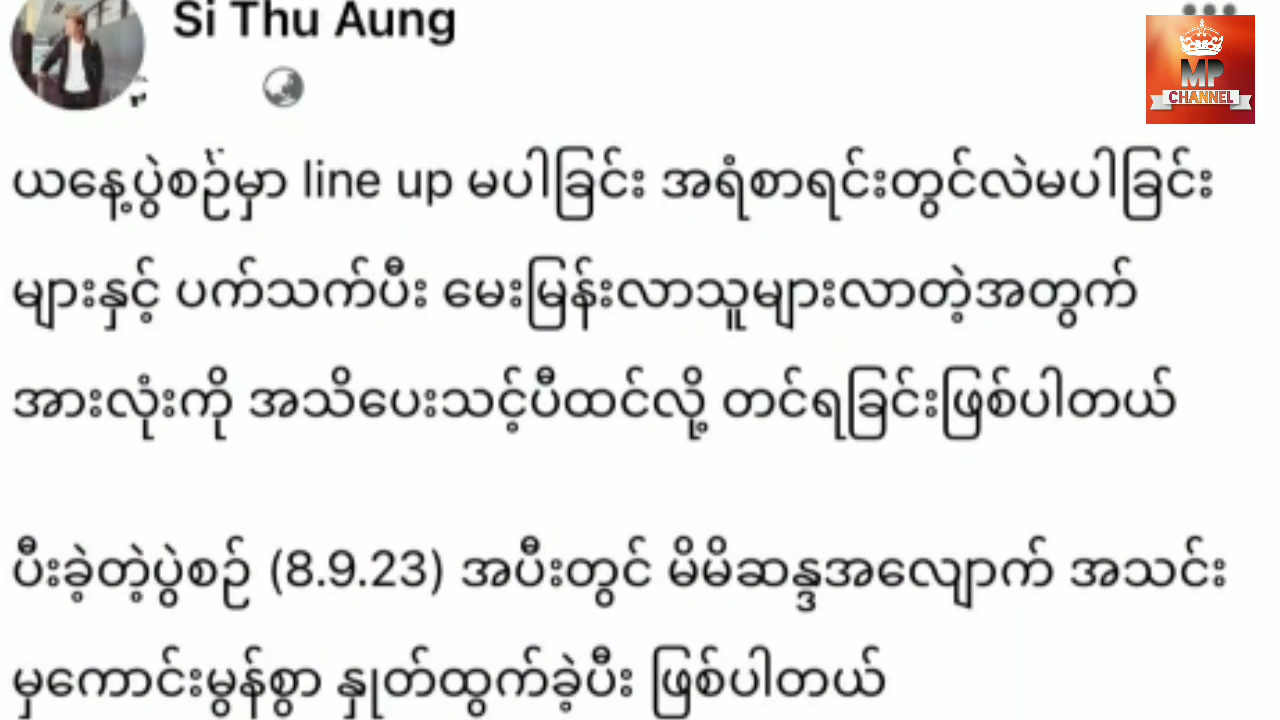 Si Thu Aung
MP
CHANNEL
ယနေ့ပွဲစဉ်မှာ line up မပါခြင်း အရံစာရင်းတွင်လဲမပါခြင်း
များနှင့် ပက်သက်ပီး မေးမြန်းလာသူများလာတဲ့အတွက်
အားလုံးကို အသိပေးသင့်ပီထင်လို့ တင်ရခြင်းဖြစ်ပါတယ်
ပီးခဲ့တဲ့ပွဲစဉ် (8.9.23) အပီးတွင် မိမိဆန္ဒအလျောက် အသင်း
မှကောင်းမွန်စွာ နှုတ်ထွက်ခဲ့ပီး ဖြစ်ပါတယ်